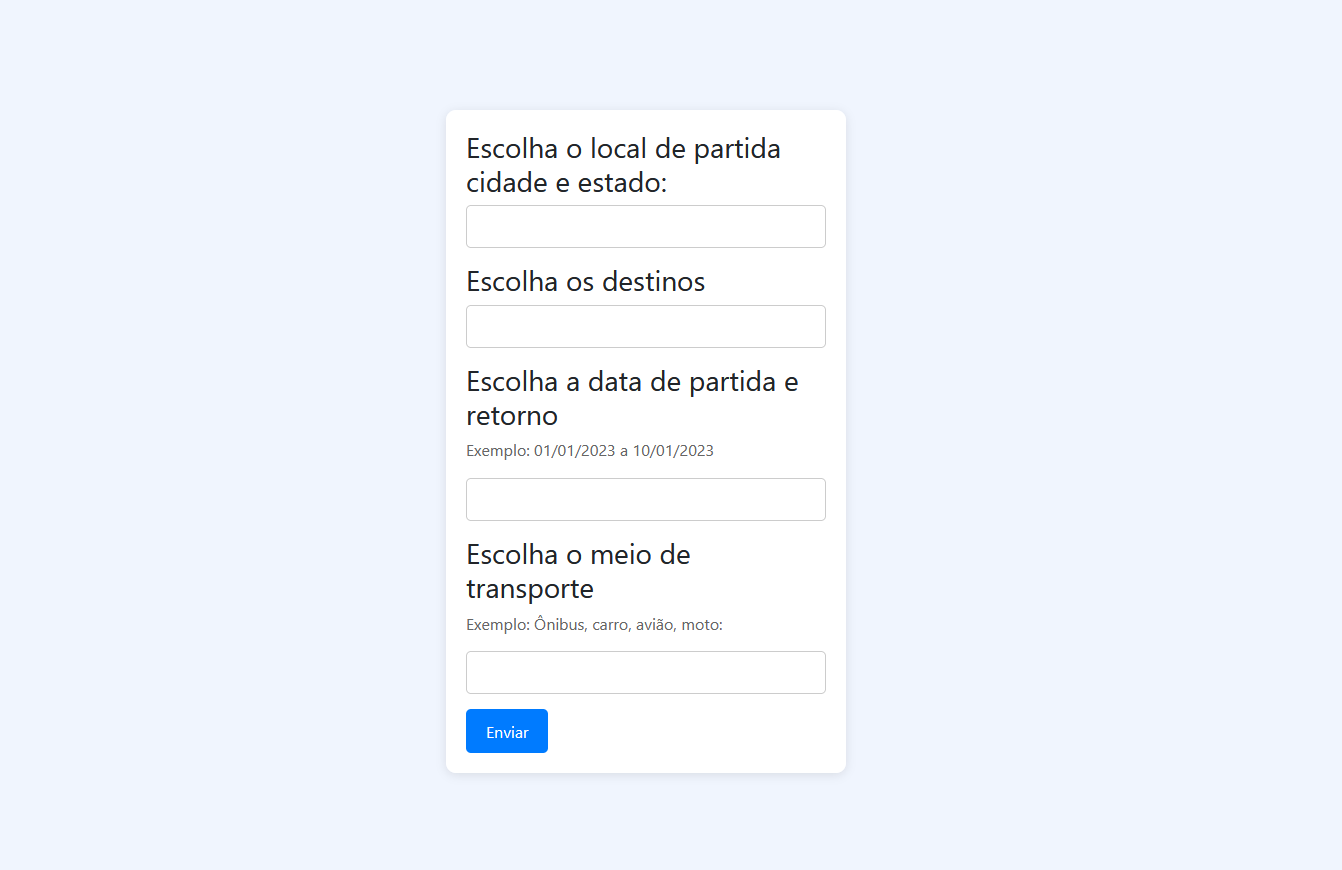 Escolha o local de partida
cidade e estado:
Escolha os destinos
Escolha a data de partida e
retorno
Exemplo: 01/01/2023 a 10/01/2023
Escolha o meio de
transporte
Exemplo: Ônibus, carro, avião, moto:
Enviar